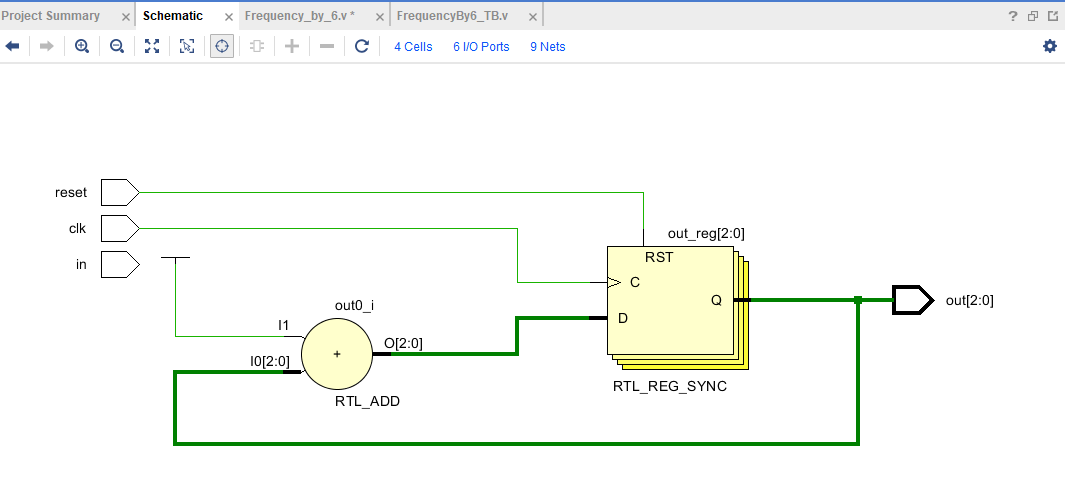 Project Summary × Schematic × Frequency_by_6.v * × FrequencyBy6_TB.v × ?
4 Cells 6 I/O Ports 9 Nets
reset
clk
out_reg[2:0]
in
RST
C
out0_i
Q
out[2:0]
I1
D
+
O[2:0]
I0[2:0]
RTL_REG_SYNC
RTL_ADD